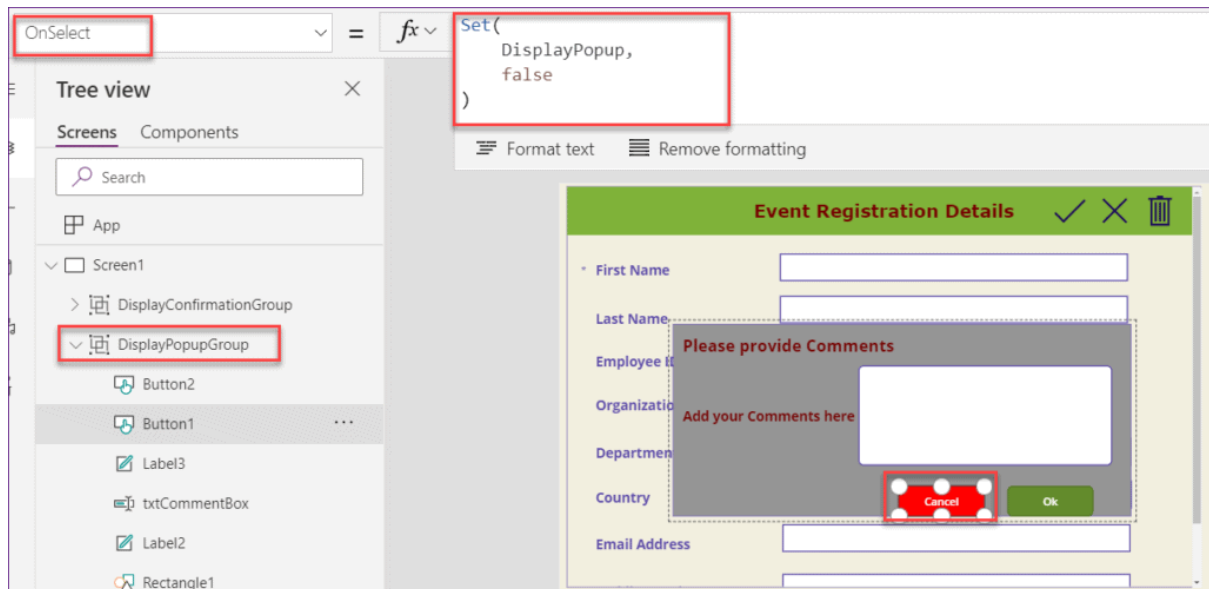 OnSelect
=
fx
Set(
DisplayPopup,
false
)
Tree view
Screens Components
Search
App
Screen1
DisplayConfirmationGroup
DisplayPopupGroup
Button2
Button1 ...
Label3
txtCommentBox
Label2
Rectangle1
Format text Remove formatting
Event Registration Details
* First Name
Last Name
Employee
Organizatio
Departmen
Country
Email Address
Please provide Comments
Add your Comments here
Cancel Ok